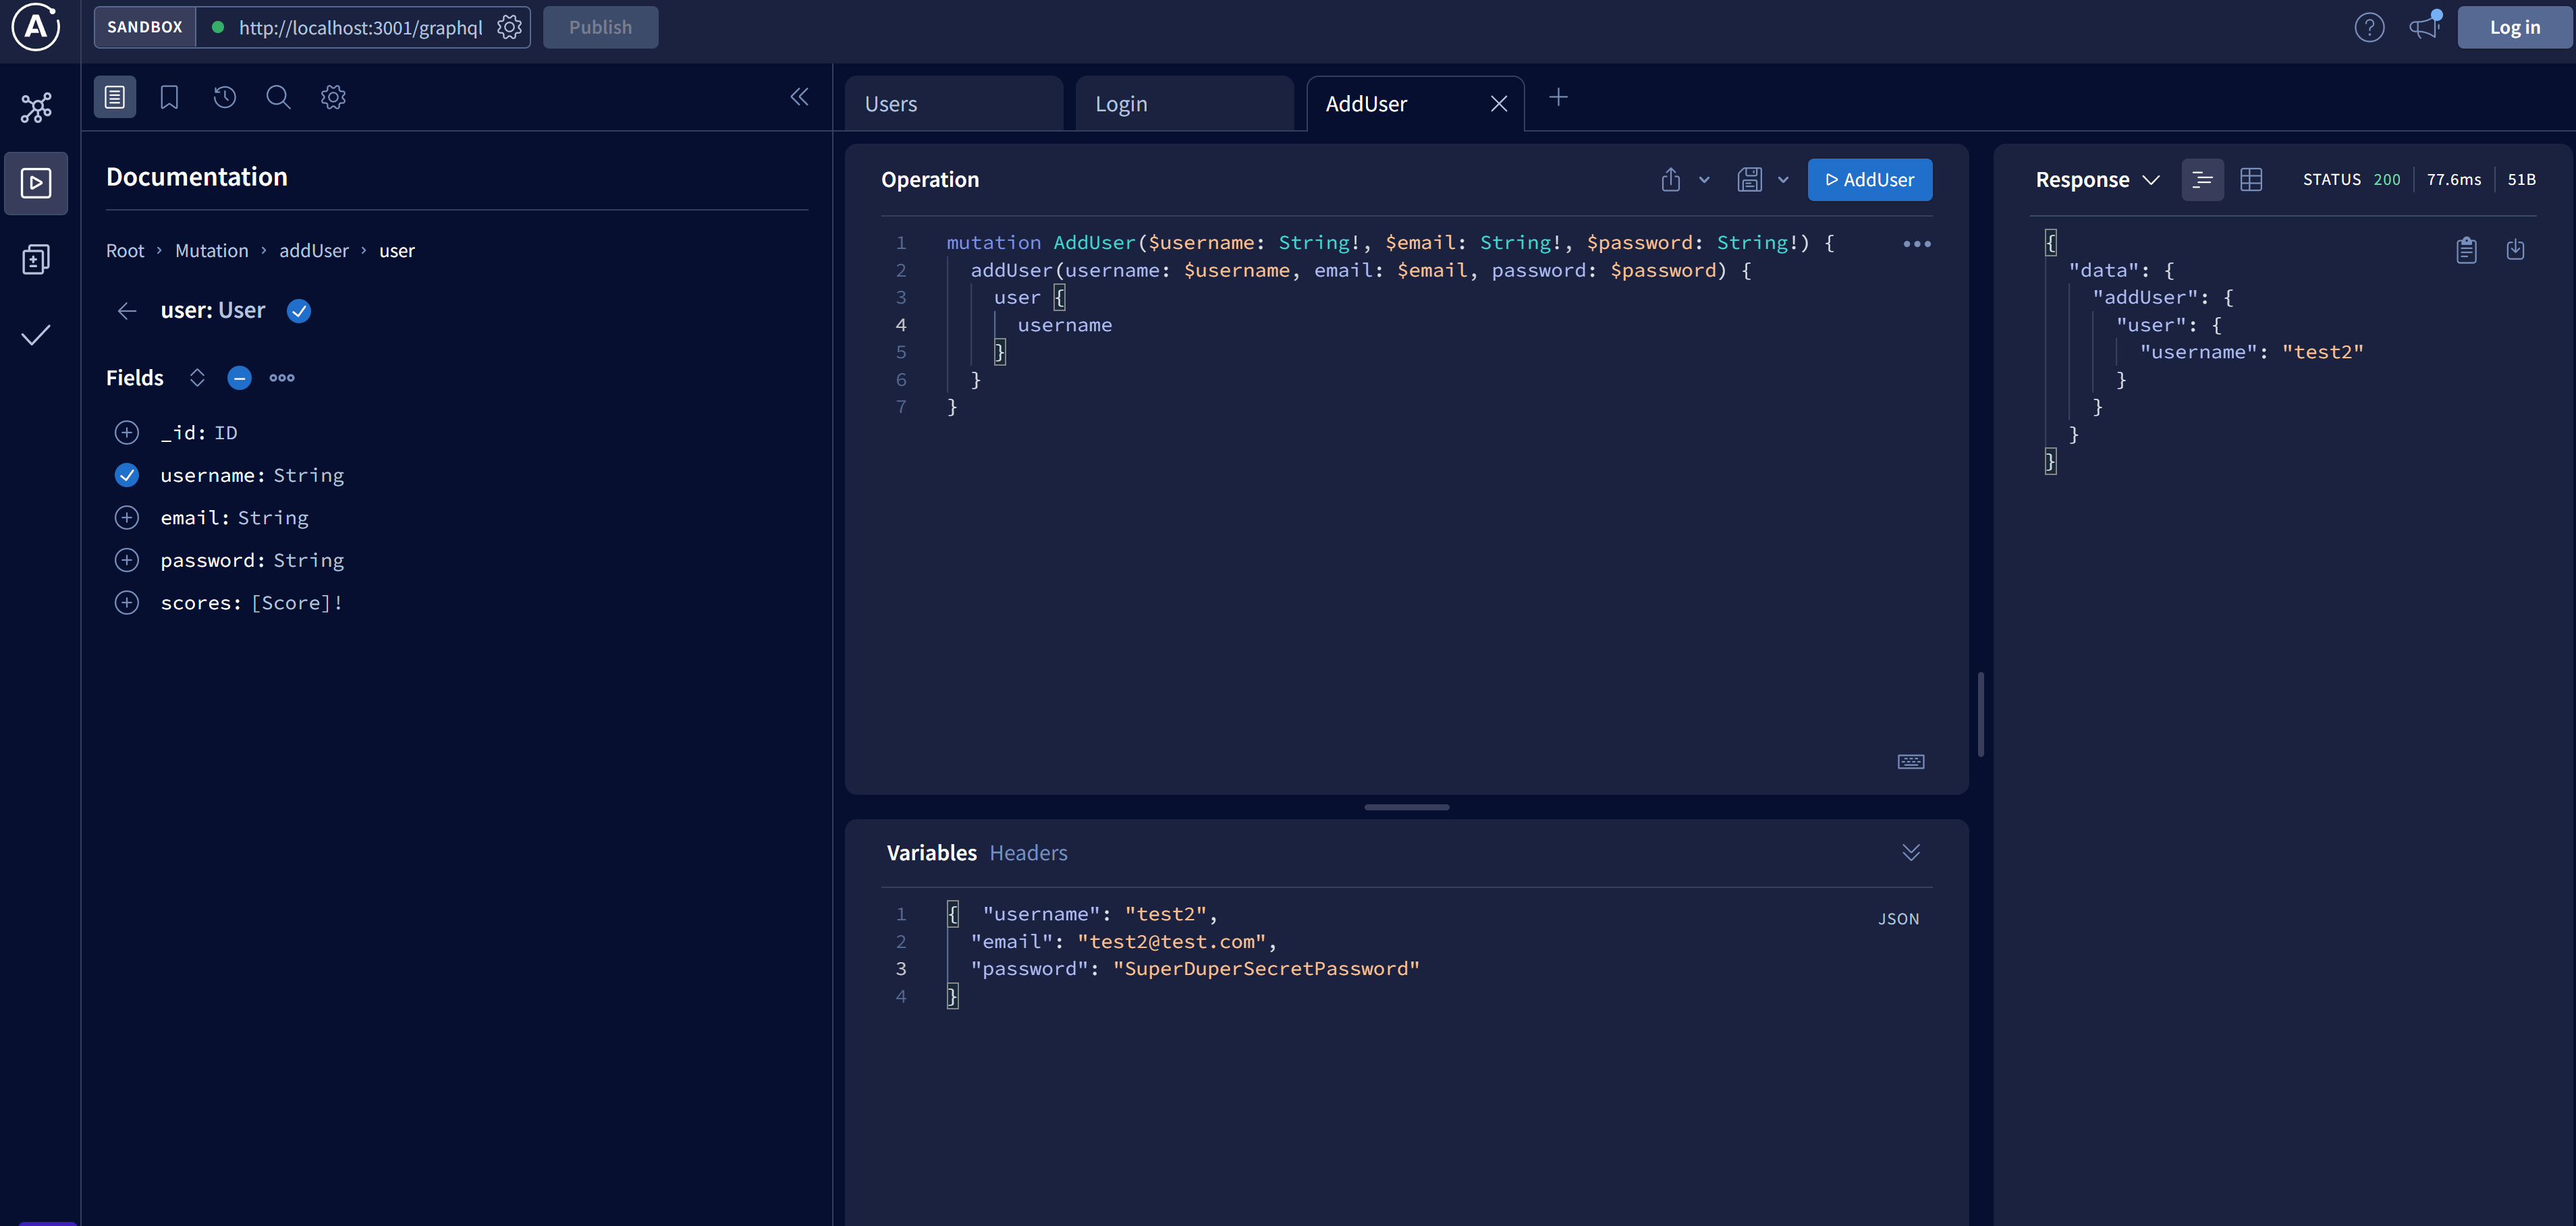 SANDBOX http://localhost:3001/graphql Publish Log in
Users Login AddUser
Documentation
Root › Mutation › addUser › user
user: User
Fields
_id: ID
username: String
email: String
password: String
scores: [Score]!
Operation AddUser
1 mutation AddUser($username: String!, $email: String!, $password: String!) {
2 addUser(username: $username, email: $email, password: $password) {
3 user {
4 username
5 }
6 }
7 }
Variables Headers
JSON
1 { "username": "test2",
2 "email": "test2@test.com",
3 "password": "SuperDuperSecretPassword"
4 }
Response STATUS 200 77.6ms 51B
{
"data": {
"addUser": {
"user": {
"username": "test2"
}
}
}
}